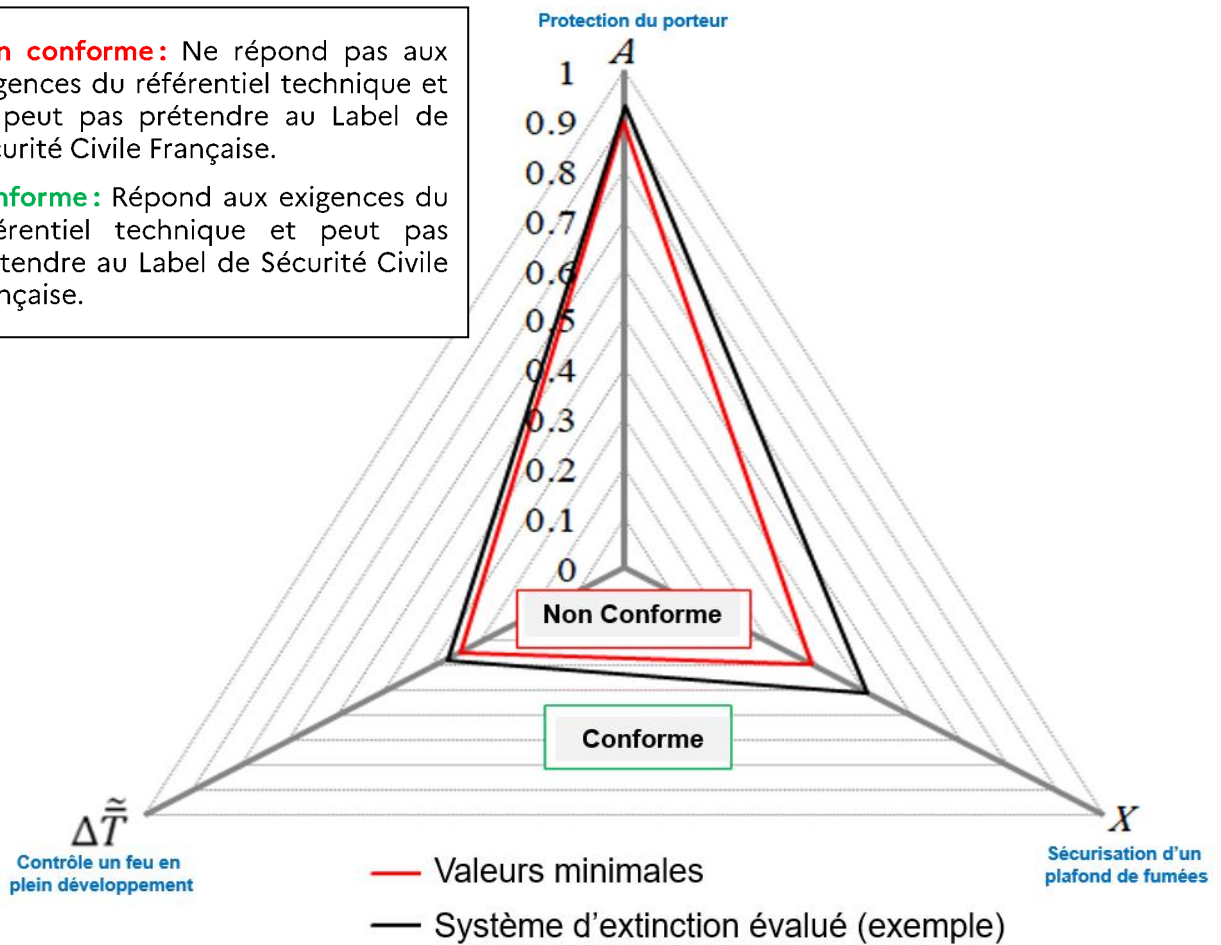 Protection du porteur
n conforme : Ne répond pas aux
gences du référentiel technique et
peut pas prétendre au Label de
curité Civile Française.
nforme : Répond aux exigences du
érentiel technique et peut pas
tendre au Label de Sécurité Civile
nçaise.
A
1
0.9
0.8
0.7
0.6
0.5
0.4
0.3
0.2
0.1
0
Non Conforme
Conforme
ΔT̿̃
X
Contrôle un feu en
plein développement
Sécurisation d'un
plafond de fumées
Valeurs minimales
Système d'extinction évalué (exemple)